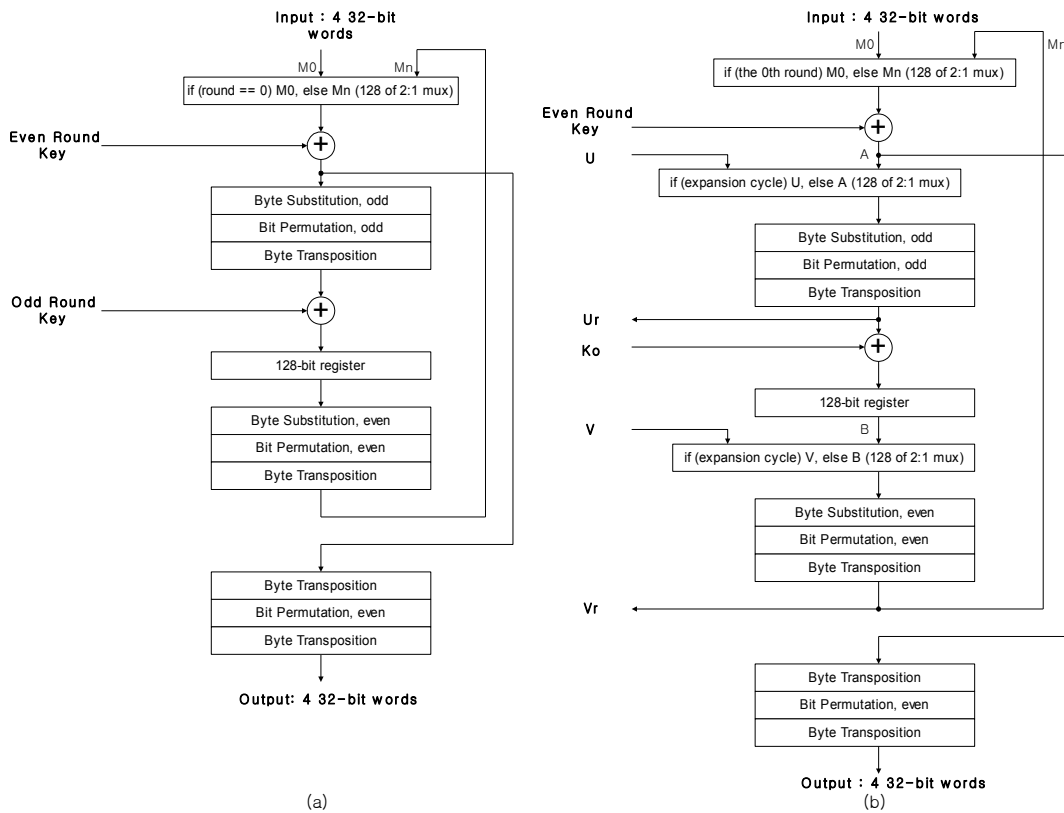 Input : 4 32-bit
words
M0
Mn
if (round == 0) M0, else Mn (128 of 2:1 mux)
Even Round
Key
+
Byte Substitution, odd
Bit Permutation, odd
Byte Transposition
Odd Round
Key
+
128-bit register
Byte Substitution, even
Bit Permutation, even
Byte Transposition
Byte Transposition
Bit Permutation, even
Byte Transposition
Output: 4 32-bit words
(a)
Input : 4 32-bit words
M0
Mn
if (the 0th round) M0, else Mn (128 of 2:1 mux)
Even Round
Key
+
U
A
if (expansion cycle) U, else A (128 of 2:1 mux)
Byte Substitution, odd
Bit Permutation, odd
Byte Transposition
Ur
Ko
+
128-bit register
V
B
if (expansion cycle) V, else B (128 of 2:1 mux)
Byte Substitution, even
Bit Permutation, even
Byte Transposition
Vr
Byte Transposition
Bit Permutation, even
Byte Transposition
Output : 4 32-bit words
(b)